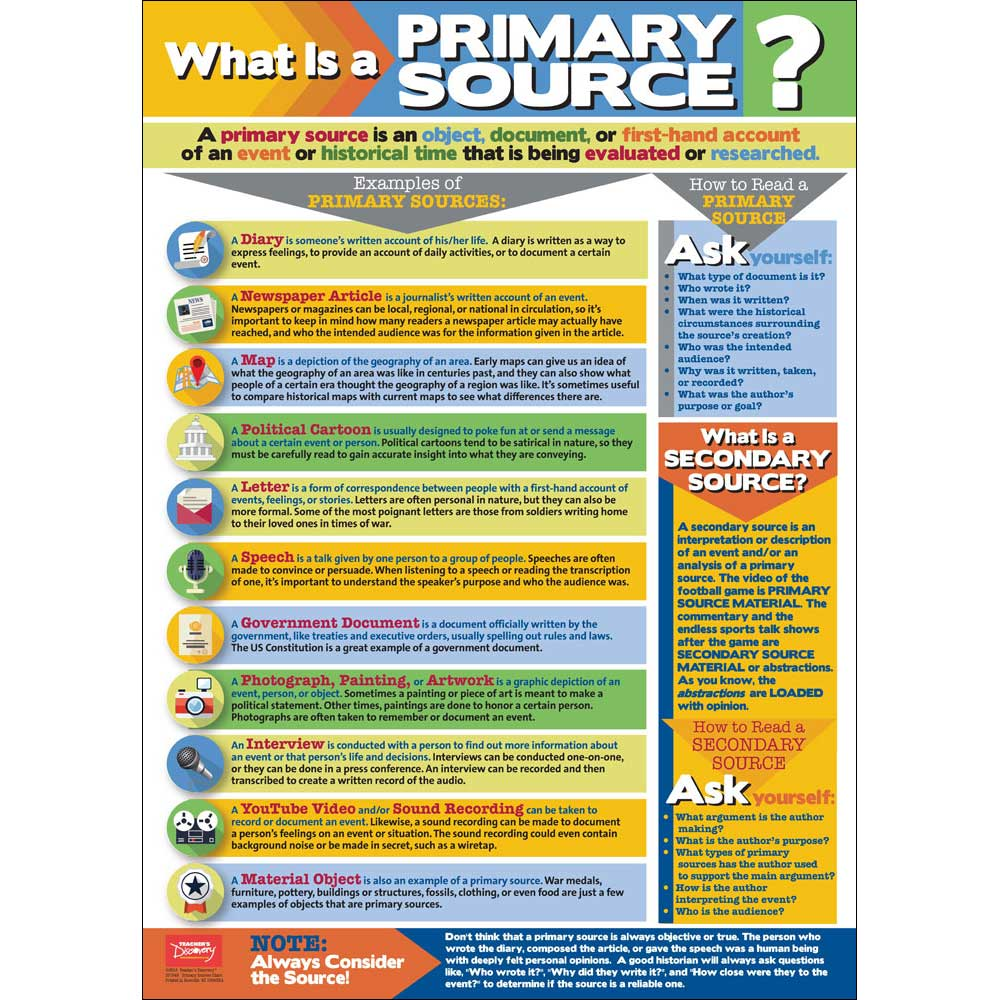 What Is a PRIMARY SOURCE ?
A primary source is an object, document, or first-hand account
of an event or historical time that is being evaluated or researched.
Examples of
PRIMARY SOURCES:
A Diary is someone's written account of his/her life. A diary is written as a way to
express feelings, to provide an account of daily activities, or to document a certain
event.
NEWS
A Newspaper Article is a journalist's written account of an event.
Newspapers or magazines can be local, regional, or national in circulation, so it's
important to keep in mind how many readers a newspaper article may actually have
reached, and who the intended audience was for the information given in the article.
A Map is a depiction of the geography of an area. Early maps can give us an idea of
what the geography of an area was like in centuries past, and they can also show what
people of a certain era thought the geography of a region was like. It's sometimes useful
to compare historical maps with current maps to see what differences there are.
A Political Cartoon is usually designed to poke fun at or send a message
about a certain event or person. Political cartoons tend to be satirical in nature, so they
must be carefully read to gain accurate insight into what they are conveying.
A Letter is a form of correspondence between people with a first-hand account of
events, feelings, or stories. Letters are often personal in nature, but they can also be
more formal. Some of the most poignant letters are those from soldiers writing home
to their loved ones in times of war.
A Speech is a talk given by one person to a group of people. Speeches are often
made to convince or persuade. When listening to a speech or reading the transcription
of one, it's important to understand the speaker's purpose and who the audience was.
A Government Document is a document officially written by the
government, like treaties and executive orders, usually spelling out rules and laws.
The US Constitution is a great example of a government document.
A Photograph, Painting, or Artwork is a graphic depiction of an
event, person, or object. Sometimes a painting or piece of art is meant to make a
political statement. Other times, paintings are done to honor a certain person.
Photographs are often taken to remember or document an event.
An Interview is conducted with a person to find out more information about
an event or that person's life and decisions. Interviews can be conducted one-on-one,
or they can be done in a press conference. An interview can be recorded and then
transcribed to create a written record of the audio.
A YouTube Video and/or Sound Recording can be taken to
record or document an event. Likewise, a sound recording can be made to document
a person's feelings on an event or situation. The sound recording could even contain
background noise or be made in secret, such as a wiretap.
A Material Object is also an example of a primary source. War medals,
furniture, pottery, buildings or structures, fossils, clothing, or even food are just a few
examples of objects that are primary sources.
How to Read a
PRIMARY
SOURCE
Ask yourself:
• What type of document is it?
• Who wrote it?
• When was it written?
• What were the historical
circumstances surrounding
the source's creation?
• Who was the intended
audience?
• Why was it written, taken,
or recorded?
• What was the author's
purpose or goal?
What Is a
SECONDARY
SOURCE?
A secondary source is an
interpretation or description
of an event and/or an
analysis of a primary
source. The video of the
football game is PRIMARY
SOURCE MATERIAL. The
commentary and the
endless sports talk shows
after the game are
SECONDARY SOURCE
MATERIAL or abstractions.
As you know, the
abstractions are LOADED
with opinion.
How to Read a
SECONDARY
SOURCE
Ask yourself:
• What argument is the author
making?
• What is the author's purpose?
• What types of primary
sources has the author used
to support the main argument?
• How is the author
interpreting the event?
• Who is the audience?
TEACHER'S
Discovery
NOTE:
Always Consider
the Source!
Don't think that a primary source is always objective or true. The person who
wrote the diary, composed the article, or gave the speech was a human being
with deeply felt personal opinions. A good historian will always ask questions
like, "Who wrote it?", "Why did they write it?", and "How close were they to the
event?" to determine if the source is a reliable one.